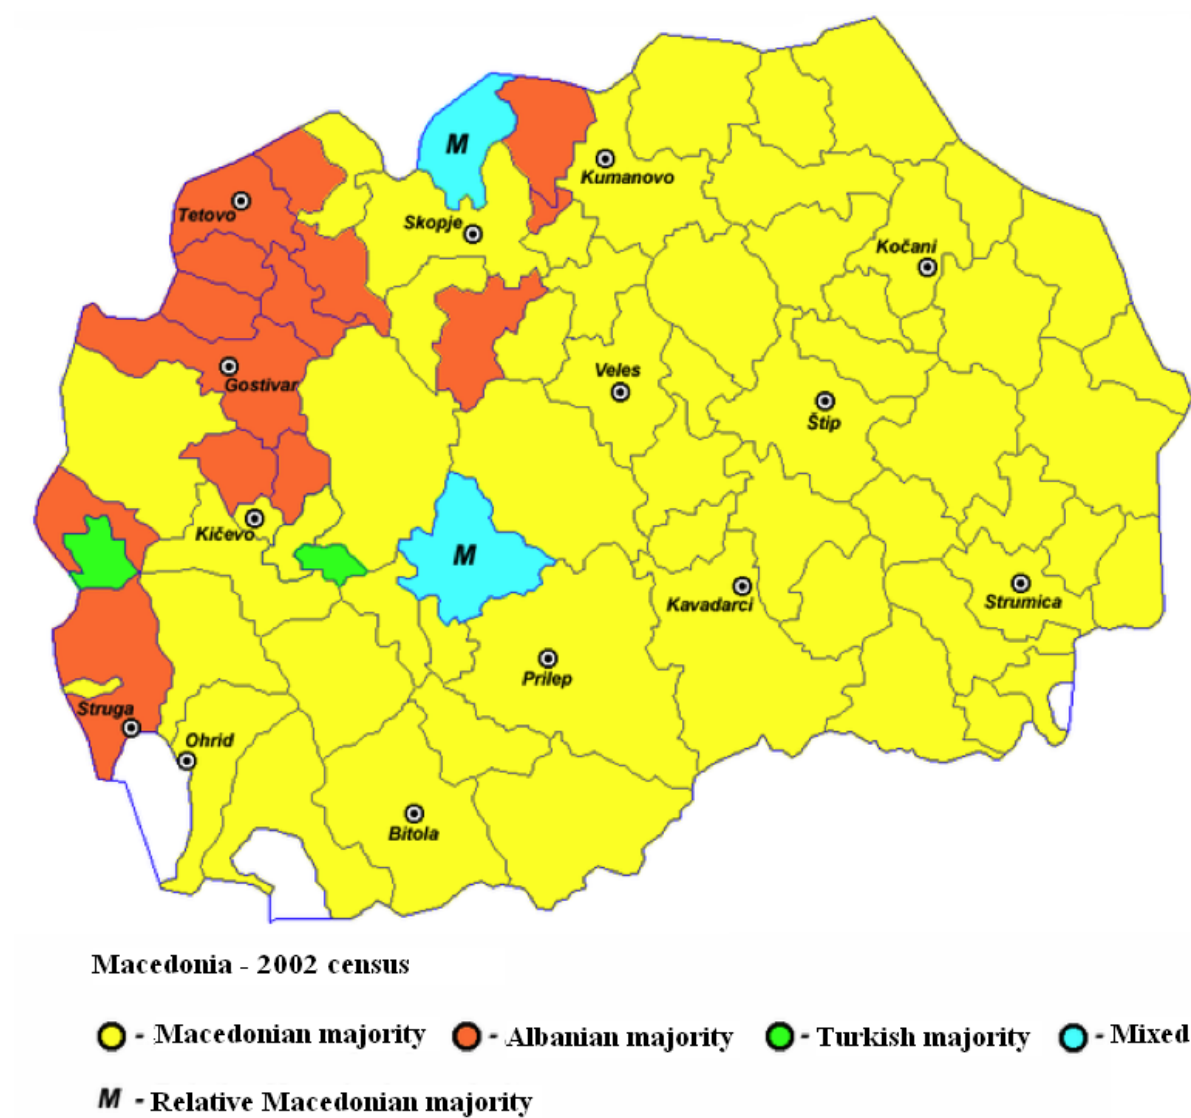 M
Kumanovo
Tetovo
Skopje
Kočani
Veles
Gostivar
Štip
Kičevo
M
Kavadarci
Strumica
Prilep
Struga
Ohrid
Bitola
Macedonia - 2002 census
- Macedonian majority - Albanian majority - Turkish majority - Mixed
M - Relative Macedonian majority